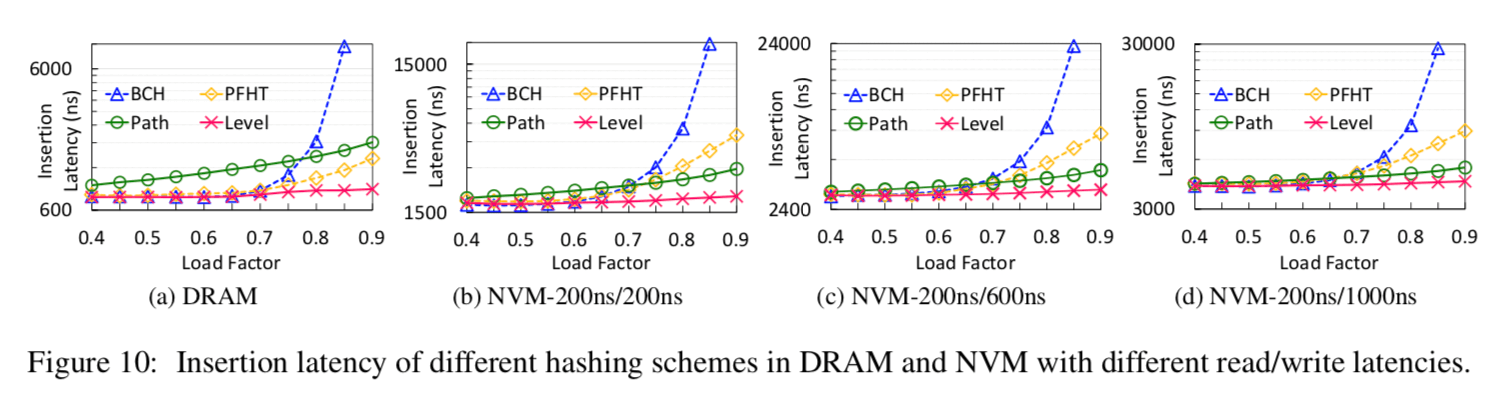 6000
600
Insertion
Latency (ns)
BCH PFHT
Path Level
0.4 0.5 0.6 0.7 0.8 0.9
Load Factor
(a) DRAM
15000
1500
Insertion
Latency (ns)
BCH PFHT
Path Level
0.4 0.5 0.6 0.7 0.8 0.9
Load Factor
(b) NVM-200ns/200ns
24000
2400
Insertion
Latency (ns)
BCH PFHT
Path Level
0.4 0.5 0.6 0.7 0.8 0.9
Load Factor
(c) NVM-200ns/600ns
30000
3000
Insertion
Latency (ns)
BCH PFHT
Path Level
0.4 0.5 0.6 0.7 0.8 0.9
Load Factor
(d) NVM-200ns/1000ns
Figure 10: Insertion latency of different hashing schemes in DRAM and NVM with different read/write latencies.